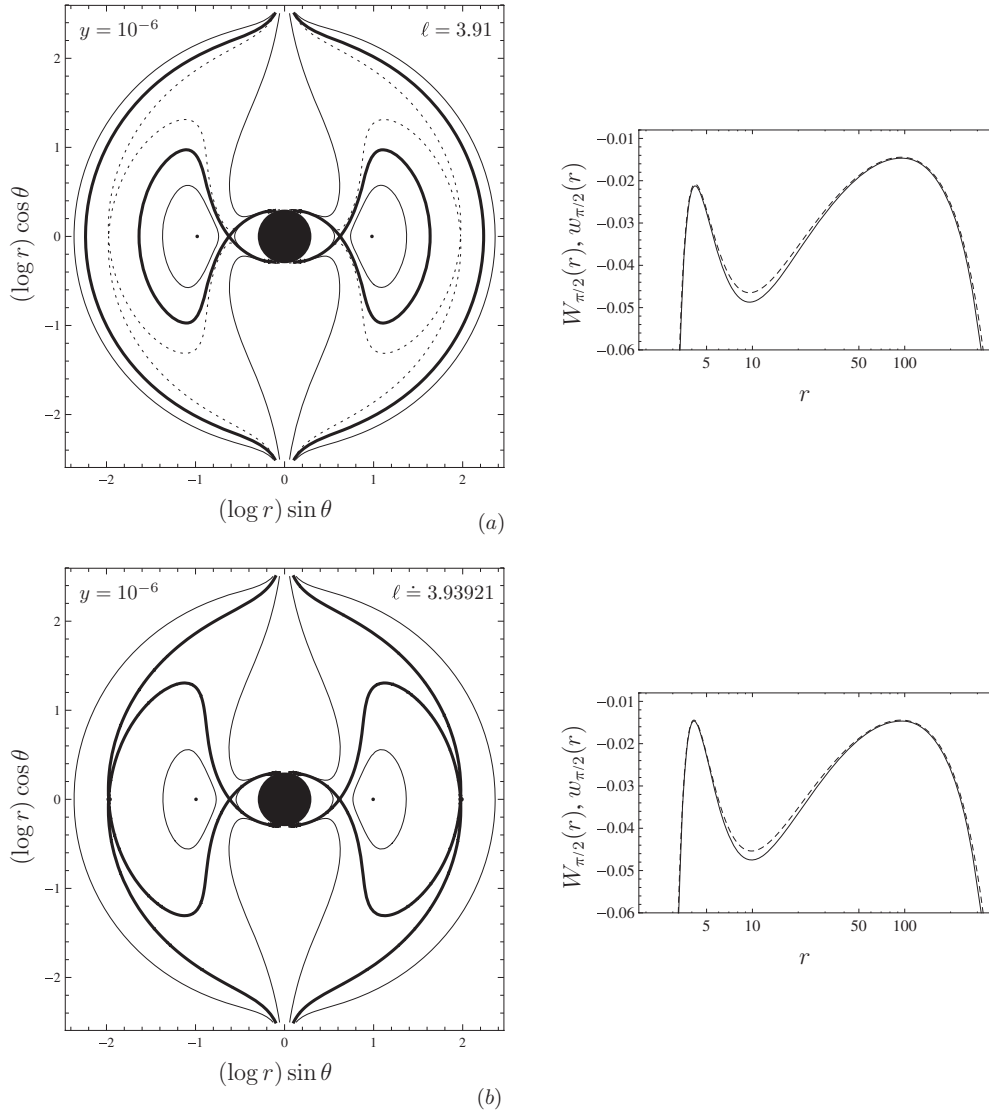 y = 10⁻⁶
ℓ = 3.91
2
1
0
−1
−2
(log r) cos θ
−2 −1 0 1 2
(log r) sin θ
−0.01
−0.02
−0.03
−0.04
−0.05
−0.06
W_{π/2}(r), w_{π/2}(r)
5 10 50 100
r
(a)
y = 10⁻⁶
ℓ ≐ 3.93921
2
1
0
−1
−2
(log r) cos θ
−2 −1 0 1 2
(log r) sin θ
−0.01
−0.02
−0.03
−0.04
−0.05
−0.06
W_{π/2}(r), w_{π/2}(r)
5 10 50 100
r
(b)